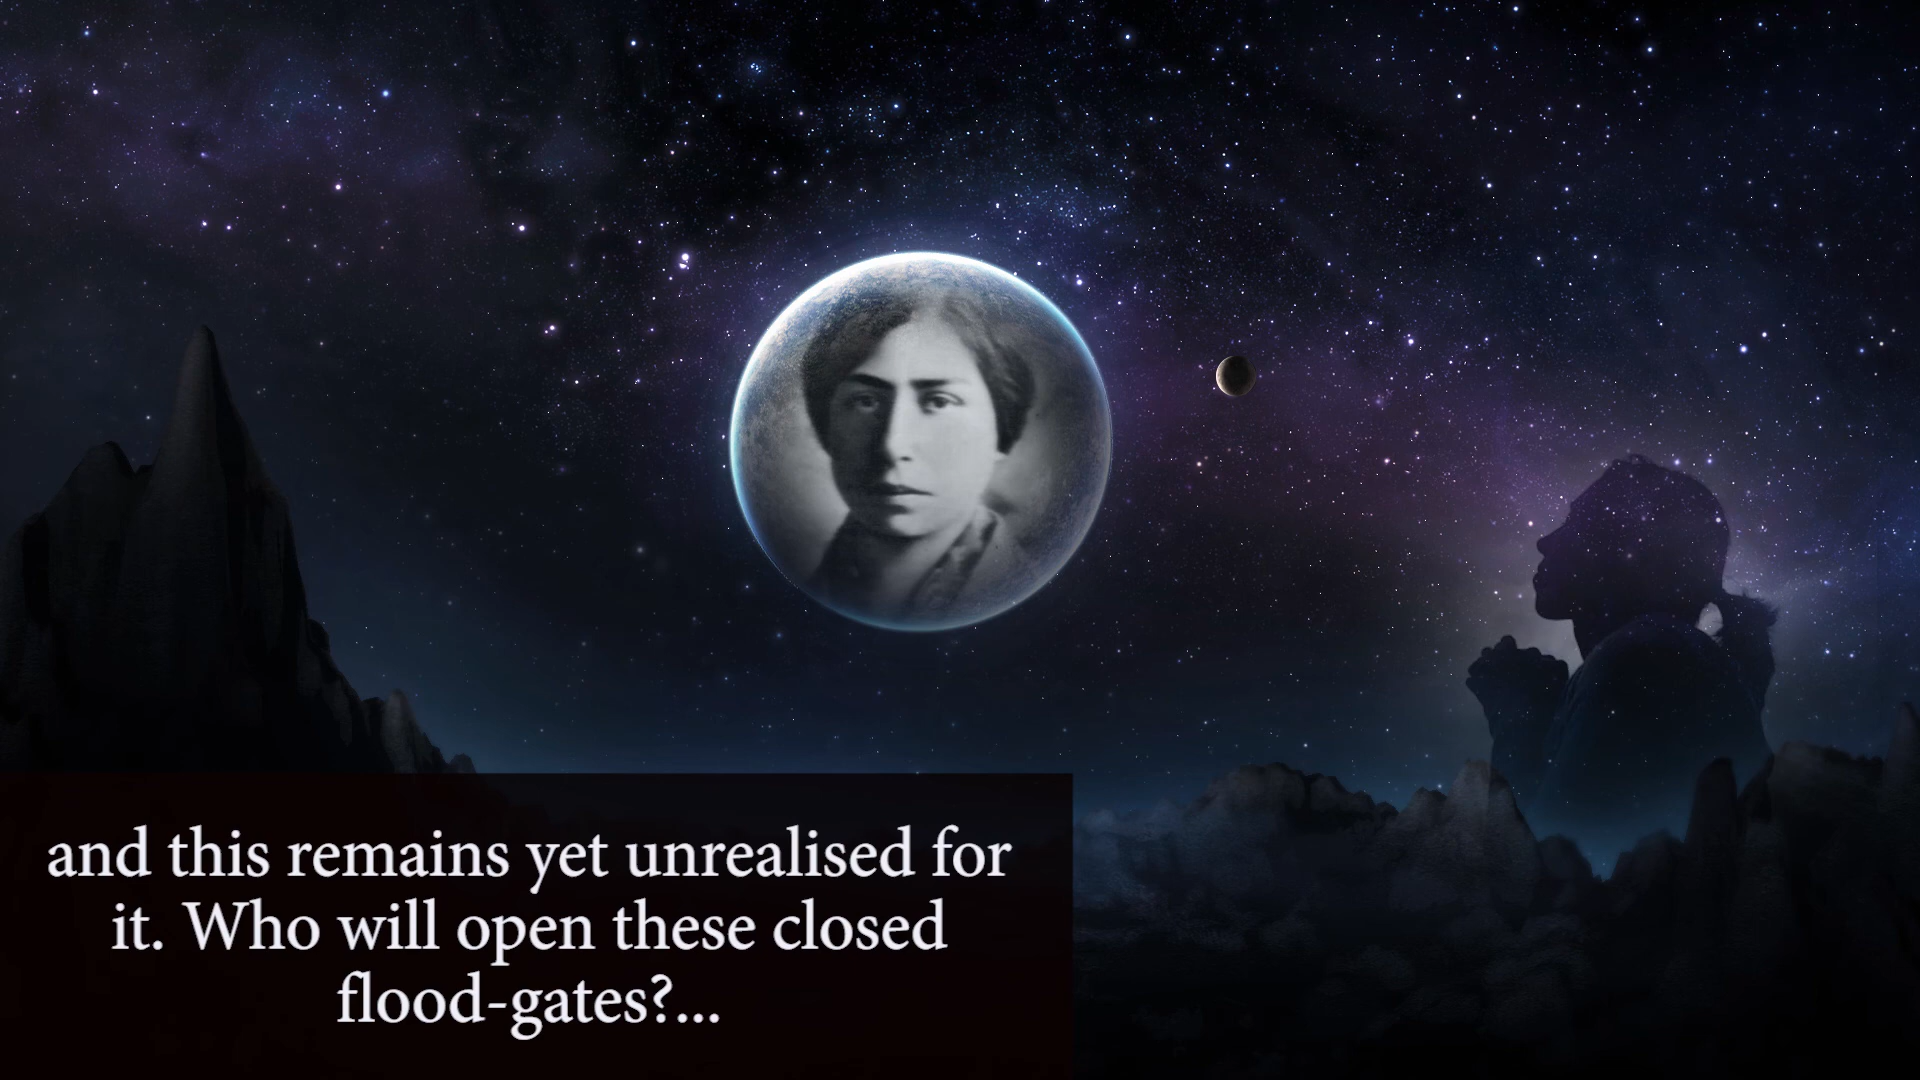 and this remains yet unrealised for
it. Who will open these closed
flood-gates?...